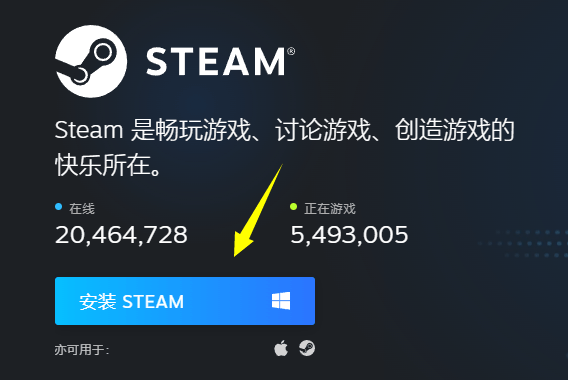 STEAM®
Steam 是畅玩游戏、讨论游戏、创造游戏的
快乐所在。
在线
正在游戏
20,464,728
5,493,005
安装 STEAM
亦可用于: